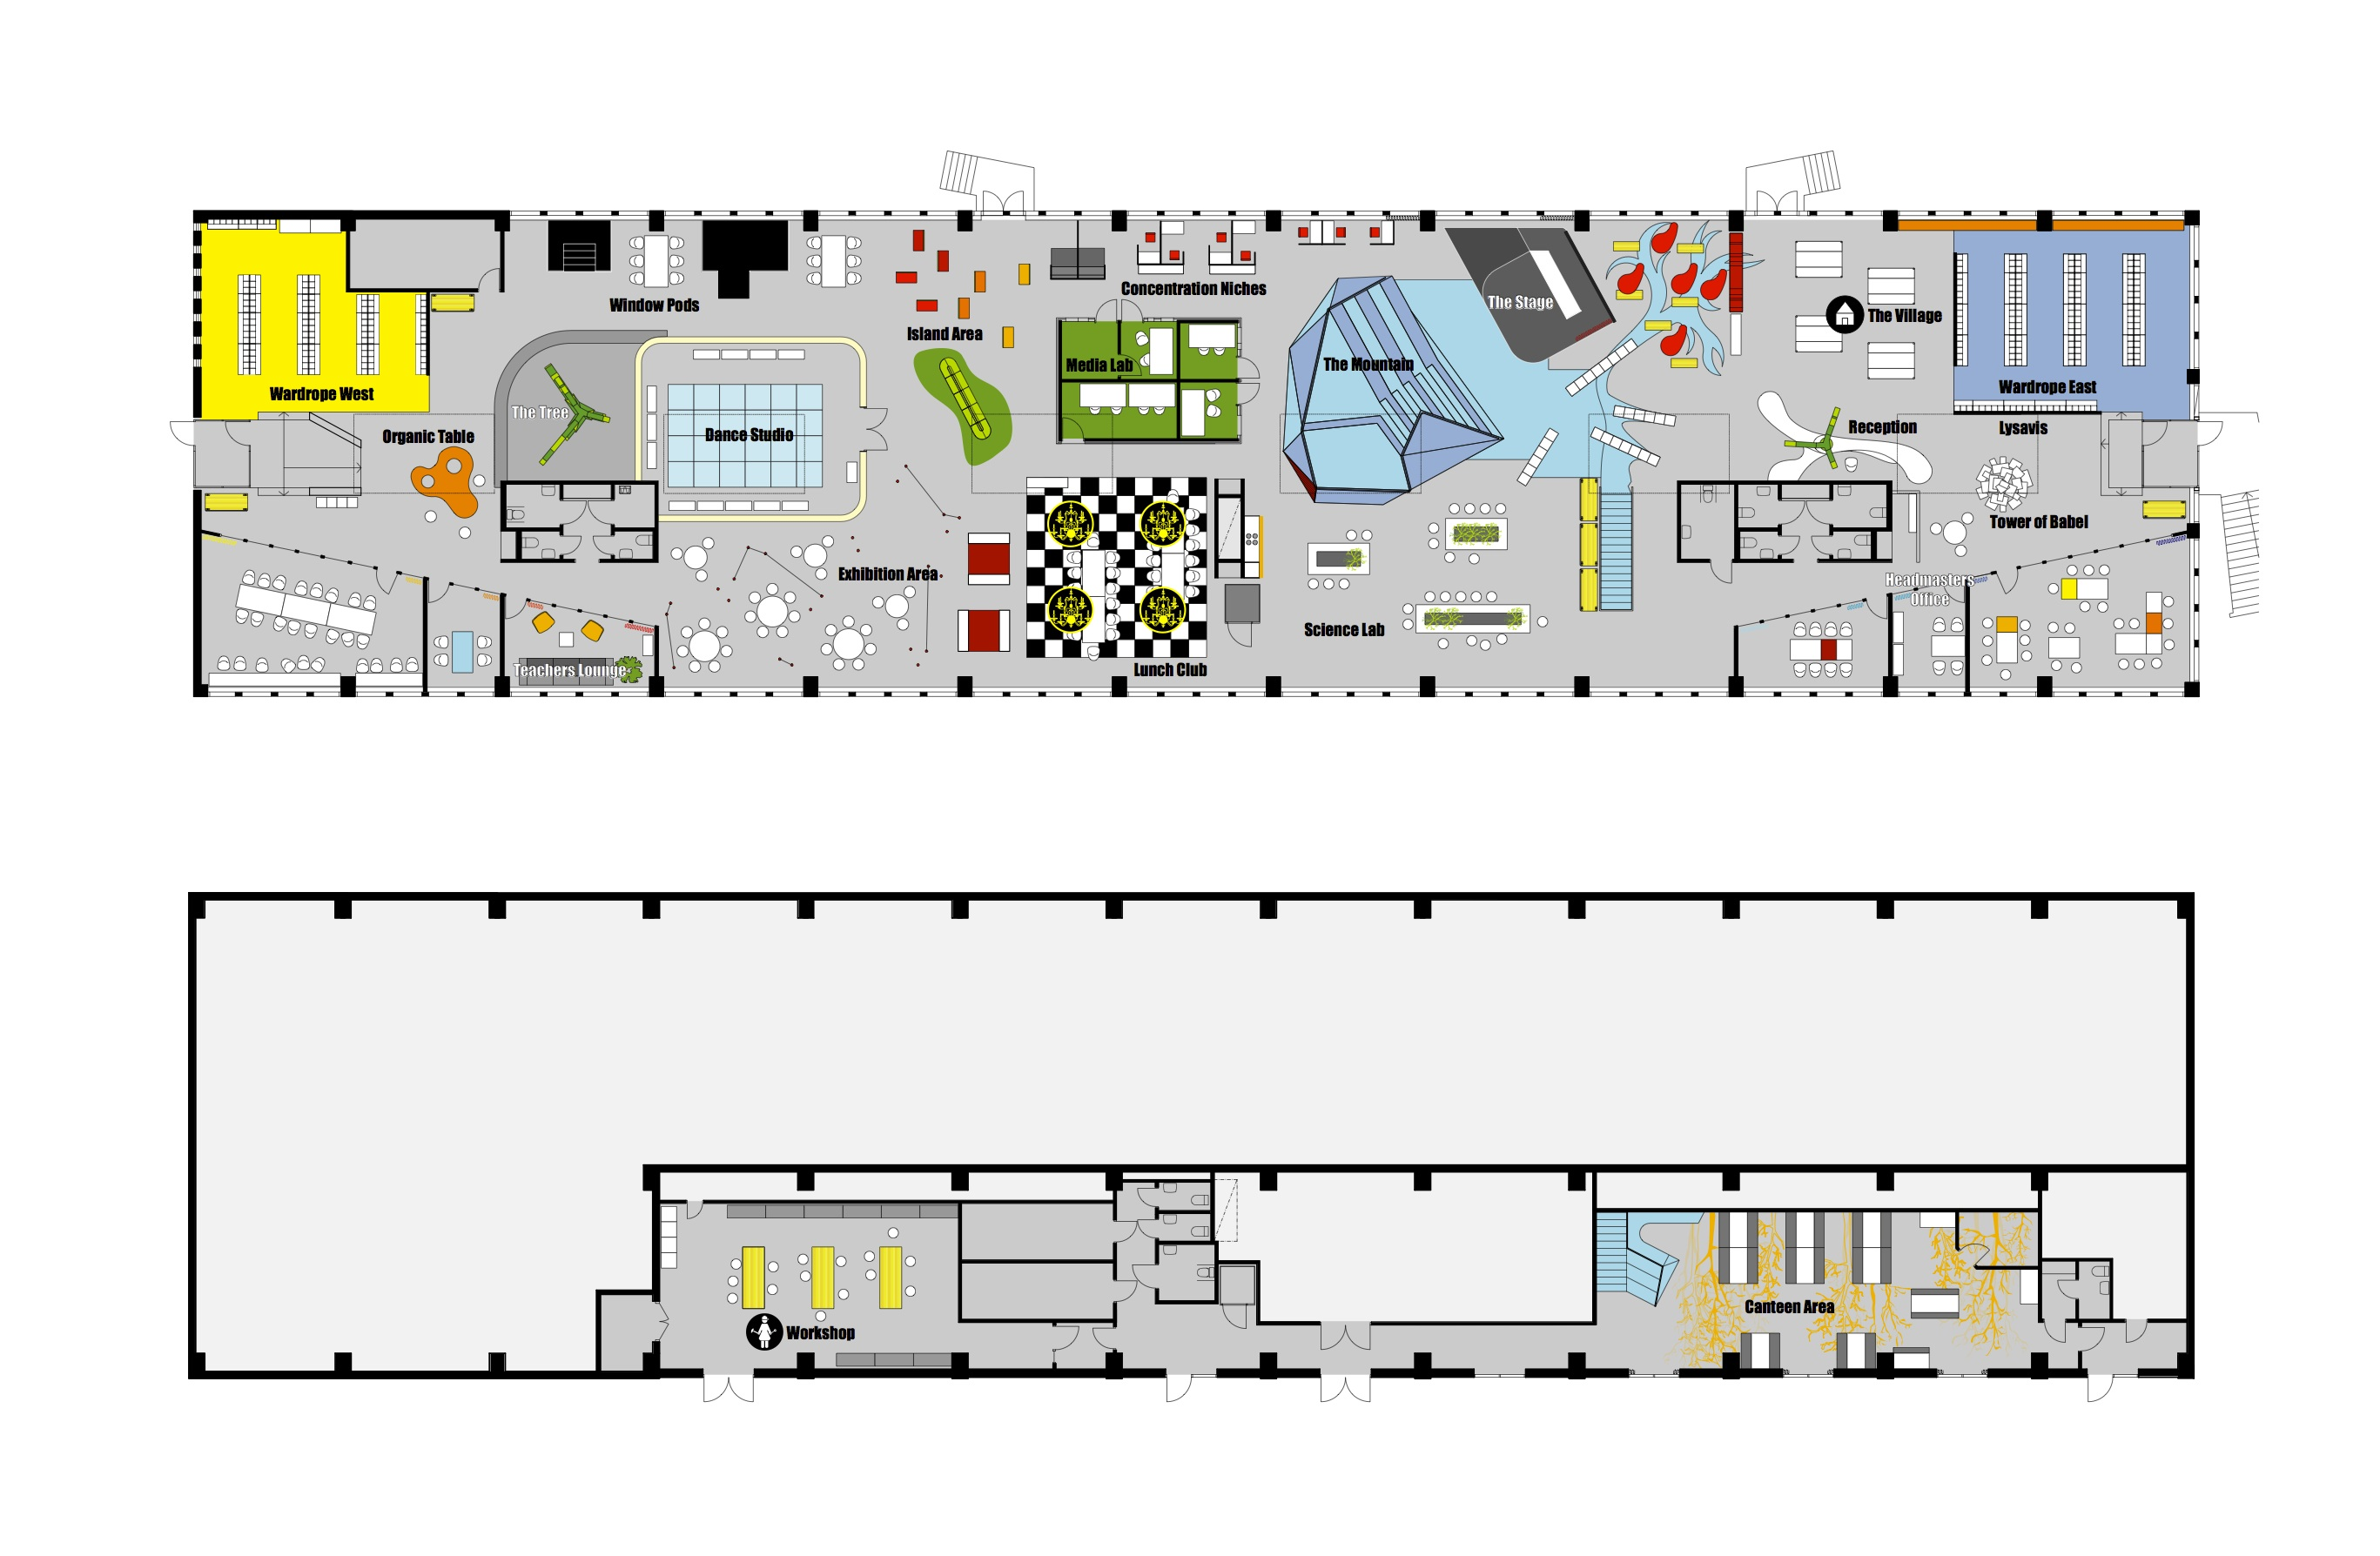 Window Pods
Concentration Niches
The Stage
The Village
Island Area
Media Lab
The Mountain
Wardrope West
Wardrope East
The Tree
Organic Table
Dance Studio
Reception
Lysavis
Tower of Babel
Exhibition Area
Headmasters
Office
Science Lab
Teachers Lounge
Lunch Club
Canteen Area
Workshop